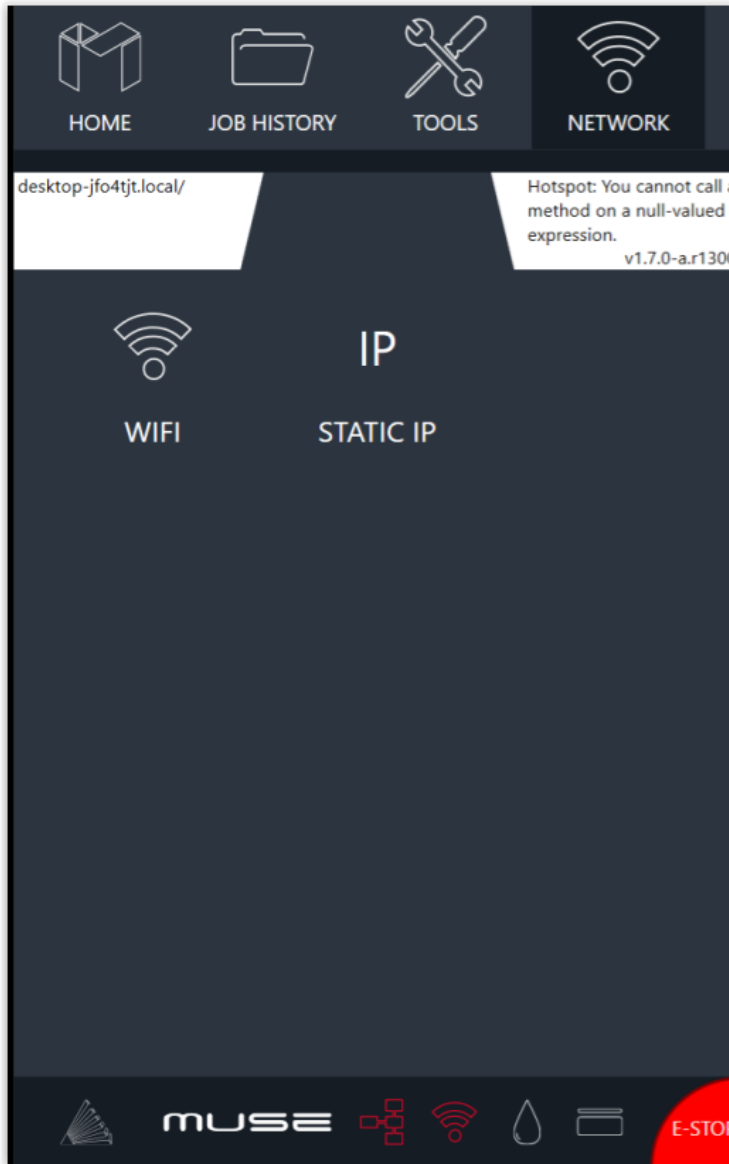 HOME
JOB HISTORY
TOOLS
NETWORK
desktop-jfo4tjt.local/
Hotspot: You cannot call a
method on a null-valued
expression.
v1.7.0-a.r130
IP
WIFI
STATIC IP
muse
E-STO